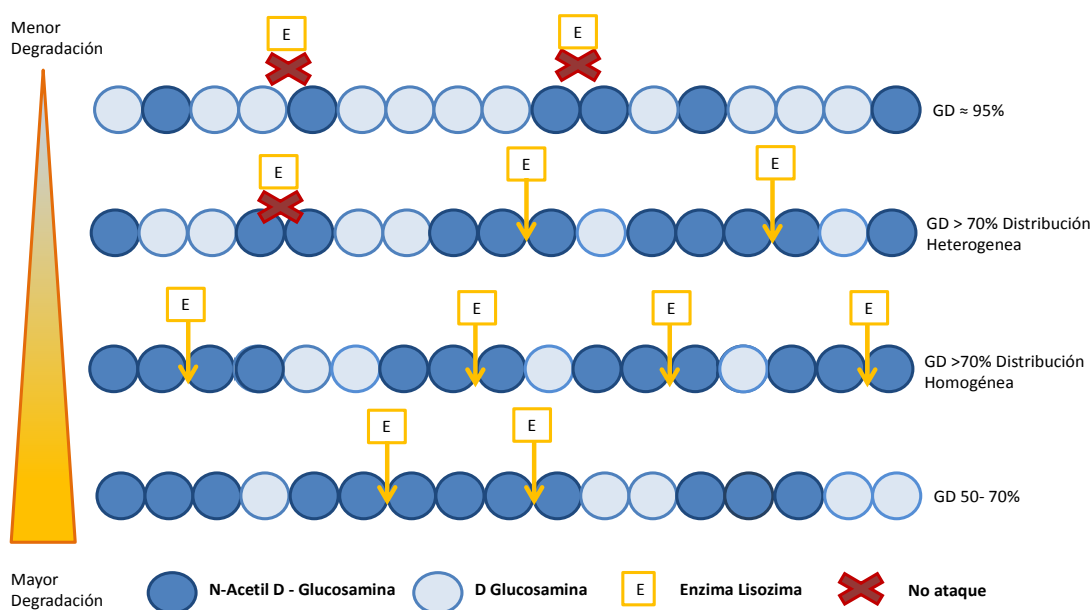 Menor
Degradación
E
E
GD ≈ 95%
E
E
E
GD > 70% Distribución
Heterogenea
E
E
E
E
GD >70% Distribución
Homogénea
E
E
GD 50- 70%
Mayor
Degradación
N-Acetil D - Glucosamina
D Glucosamina
E
Enzima Lisozima
No ataque